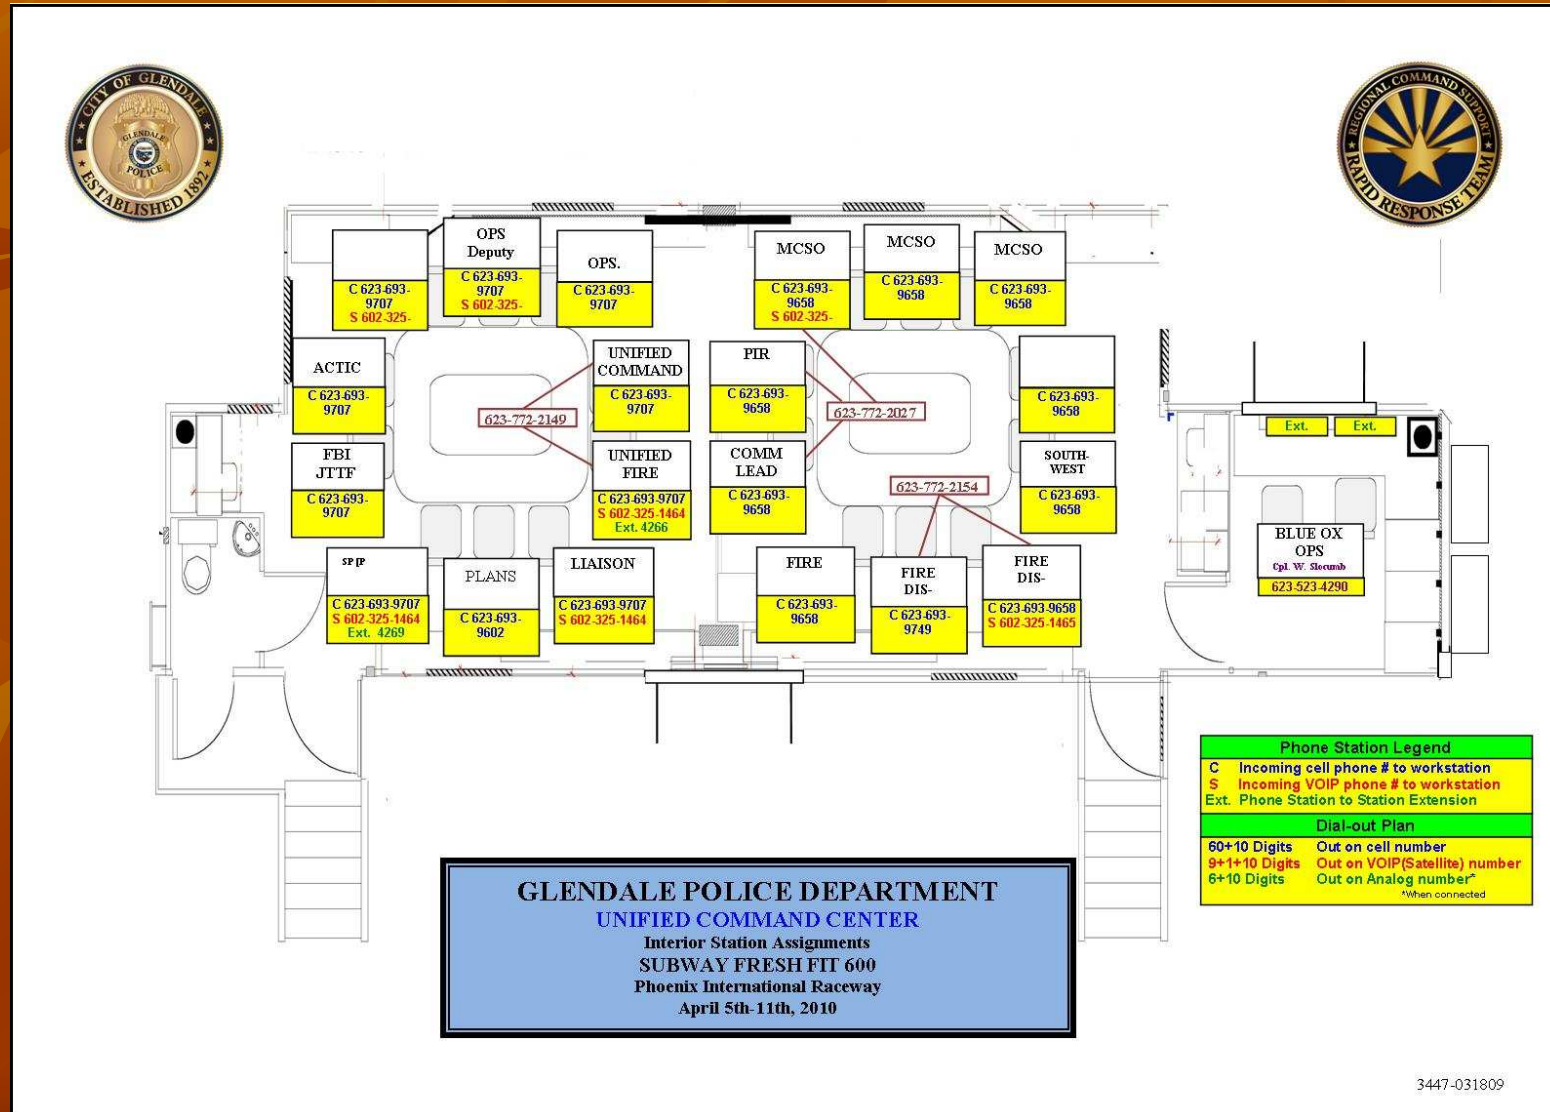 CITY OF GLENDALE
GLENDALE
POLICE
ESTABLISHED 1892
REGIONAL COMMAND SUPPORT
RAPID RESPONSE TEAM
C 623-693-
9707
S 602-325-
OPS
Deputy
C 623-693-
9707
S 602-325-
OPS.
C 623-693-
9707
MCSO
C 623-693-
9658
S 602-325-
MCSO
C 623-693-
9658
MCSO
C 623-693-
9658
ACTIC
C 623-693-
9707
UNIFIED
COMMAND
C 623-693-
9707
PIR
C 623-693-
9658
C 623-693-
9658
623-772-2149
623-772-2027
Ext.
Ext.
FBI
JTTF
C 623-693-
9707
UNIFIED
FIRE
C 623-693-9707
S 602-325-1464
Ext. 4266
COMM
LEAD
C 623-693-
9658
623-772-2154
SOUTH-
WEST
C 623-693-
9658
BLUE OX
OPS
Cpl. W. Slocumb
623-523-4290
C 623-693-9707
S 602-325-1464
Ext. 4269
PLANS
C 623-693-
9602
LIAISON
C 623-693-9707
S 602-325-1464
FIRE
C 623-693-
9658
FIRE
DIS-
C 623-693-
9749
FIRE
DIS-
C 623-693-9658
S 602-325-1465
Phone Station Legend
C Incoming cell phone # to workstation
S Incoming VOIP phone # to workstation
Ext. Phone Station to Station Extension
Dial-out Plan
60+10 Digits Out on cell number
9+1+10 Digits Out on VOIP(Satellite) number
6+10 Digits Out on Analog number*
*When connected
GLENDALE POLICE DEPARTMENT
UNIFIED COMMAND CENTER
Interior Station Assignments
SUBWAY FRESH FIT 600
Phoenix International Raceway
April 5th-11th, 2010
3447-031809